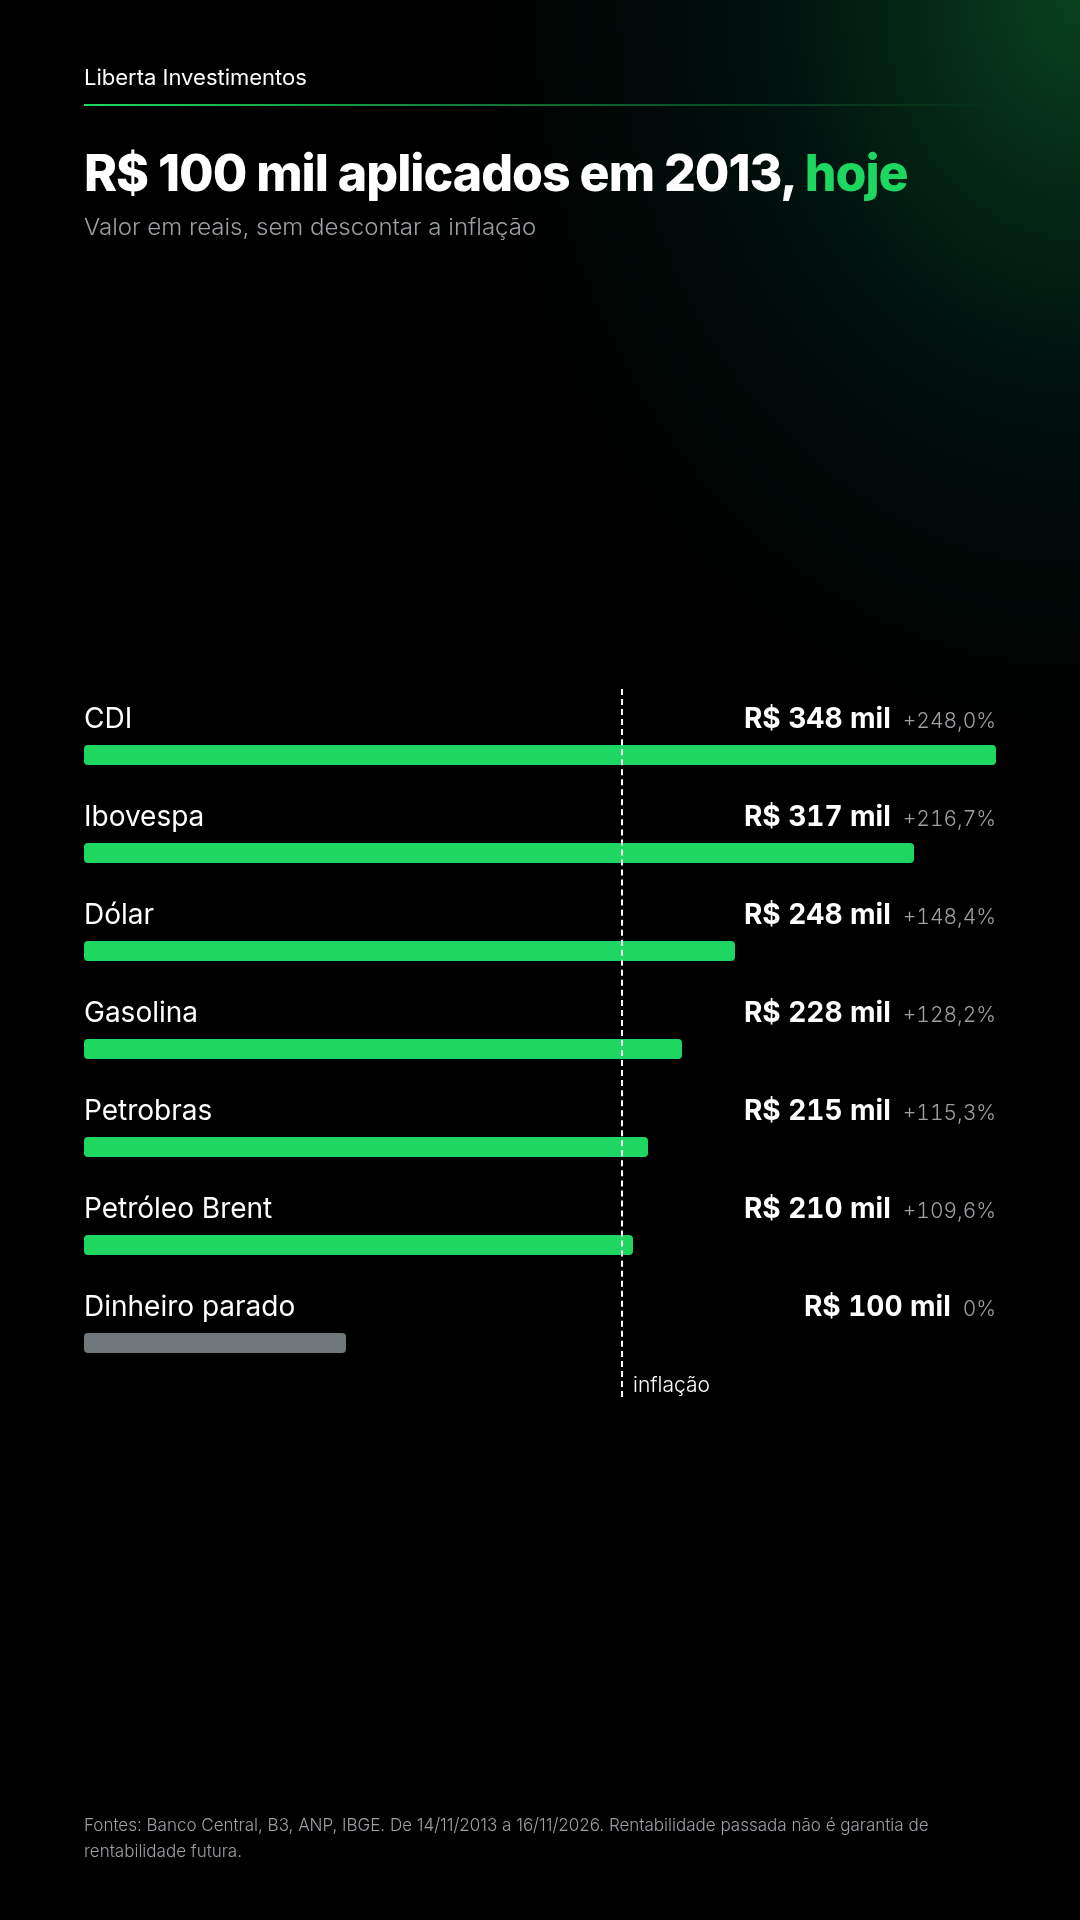 Liberta Investimentos
R$ 100 mil aplicados em 2013, hoje
Valor em reais, sem descontar a inflação
CDI R$ 348 mil +248,0%
Ibovespa R$ 317 mil +216,7%
Dólar R$ 248 mil +148,4%
Gasolina R$ 228 mil +128,2%
Petrobras R$ 215 mil +115,3%
Petróleo Brent R$ 210 mil +109,6%
Dinheiro parado R$ 100 mil 0%
inflação
Fontes: Banco Central, B3, ANP, IBGE. De 14/11/2013 a 16/11/2026. Rentabilidade passada não é garantia de
rentabilidade futura.